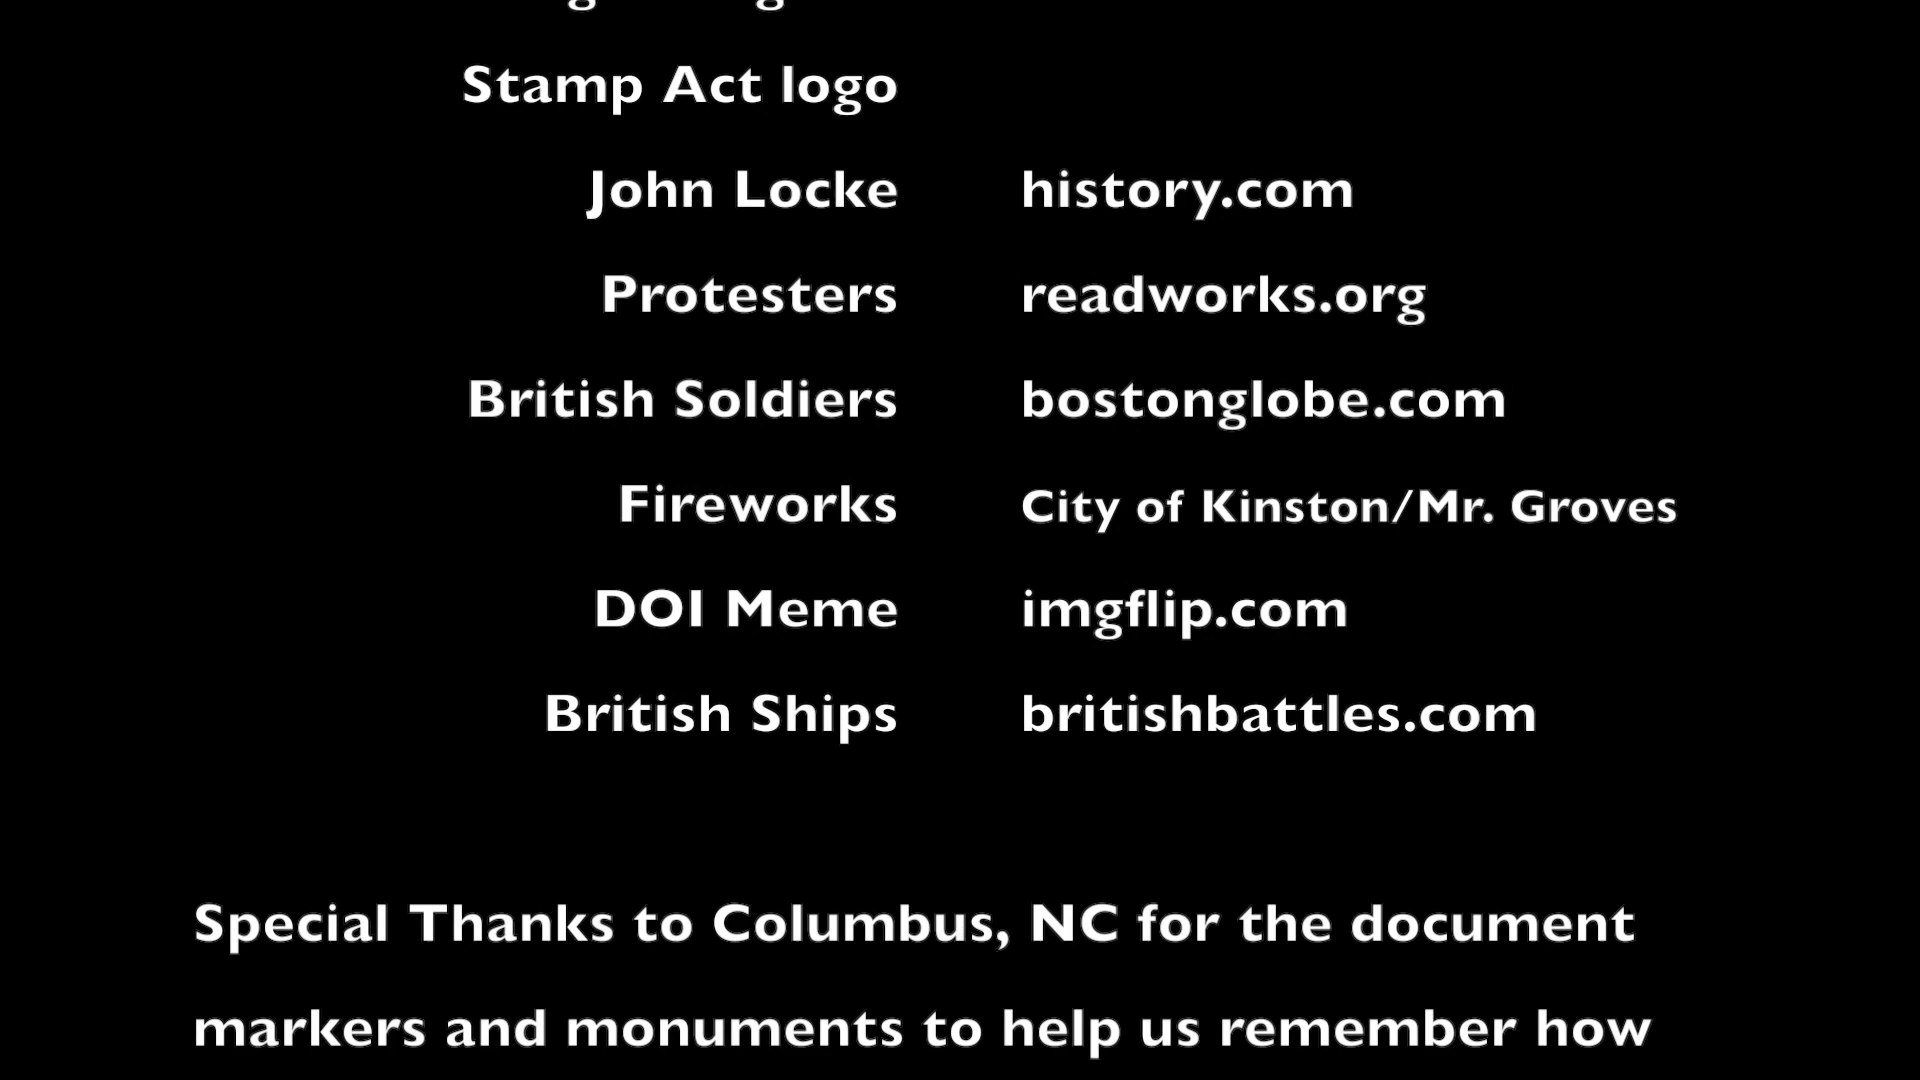 Stamp Act logo
John Locke history.com
Protesters readworks.org
British Soldiers bostonglobe.com
Fireworks City of Kinston/Mr. Groves
DOI Meme imgflip.com
British Ships britishbattles.com
Special Thanks to Columbus, NC for the document
markers and monuments to help us remember how